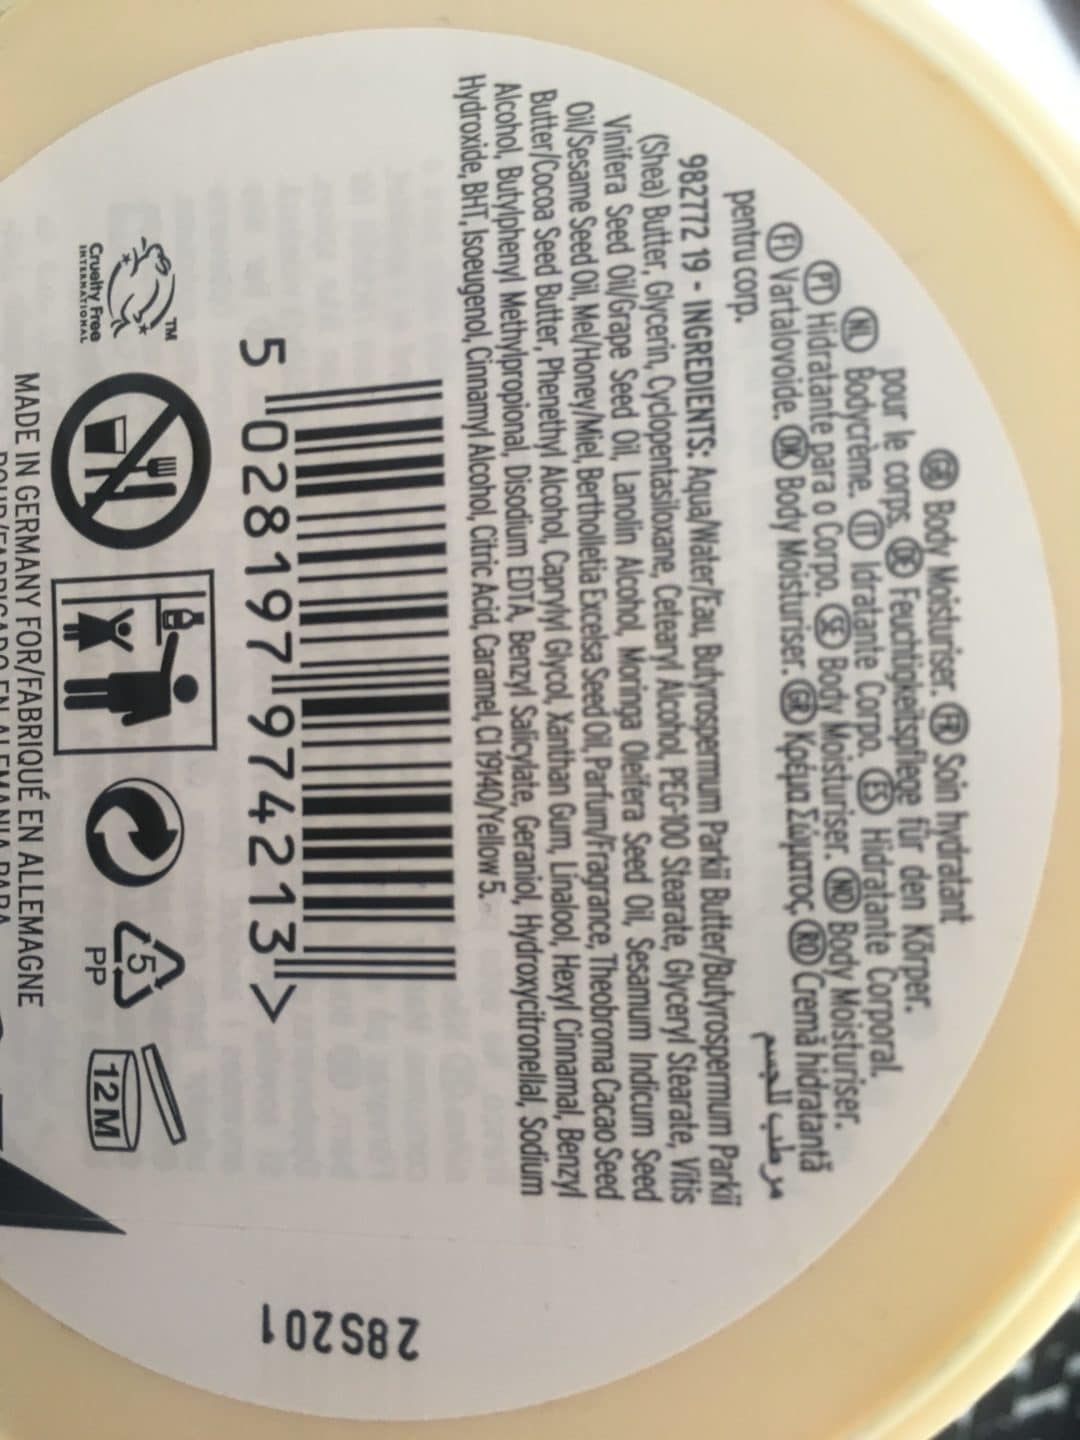 GB Body Moisturiser. FR Soin hydratant
pour le corps. DE Feuchtigkeitspflege für den Körper.
NL Bodycrème. IT Idratante Corpo. ES Hidratante Corporal.
PT Hidratante para o Corpo. SE Body Moisturiser. NO Body Moisturiser.
FI Vartalovoide. DK Body Moisturiser. GR Κρέμα Σώματος. RO Cremă hidratantă
pentru corp. مرطب للجسم
982772 19 - INGREDIENTS: Aqua/Water/Eau, Butyrospermum Parkii Butter/Butyrospermum Parkii
(Shea) Butter, Glycerin, Cyclopentasiloxane, Cetearyl Alcohol, PEG-100 Stearate, Glyceryl Stearate, Vitis
Vinifera Seed Oil/Grape Seed Oil, Lanolin Alcohol, Moringa Oleifera Seed Oil, Sesamum Indicum Seed
Oil/Sesame Seed Oil, Mel/Honey/Miel, Bertholletia Excelsa Seed Oil, Parfum/Fragrance, Theobroma Cacao Seed
Butter/Cocoa Seed Butter, Phenethyl Alcohol, Caprylyl Glycol, Xanthan Gum, Linalool, Hexyl Cinnamal, Benzyl
Alcohol, Butylphenyl Methylpropional, Disodium EDTA, Benzyl Salicylate, Geraniol, Hydroxycitronellal, Sodium
Hydroxide, BHT, Isoeugenol, Cinnamyl Alcohol, Citric Acid, Caramel, CI 19140/Yellow 5.
5 028197 974213 >
TM
Cruelty Free
INTERNATIONAL
5
PP
12M
MADE IN GERMANY FOR/FABRIQUÉ EN ALLEMAGNE
POUR/FABRICADO EN ALEMANIA PARA
28S201